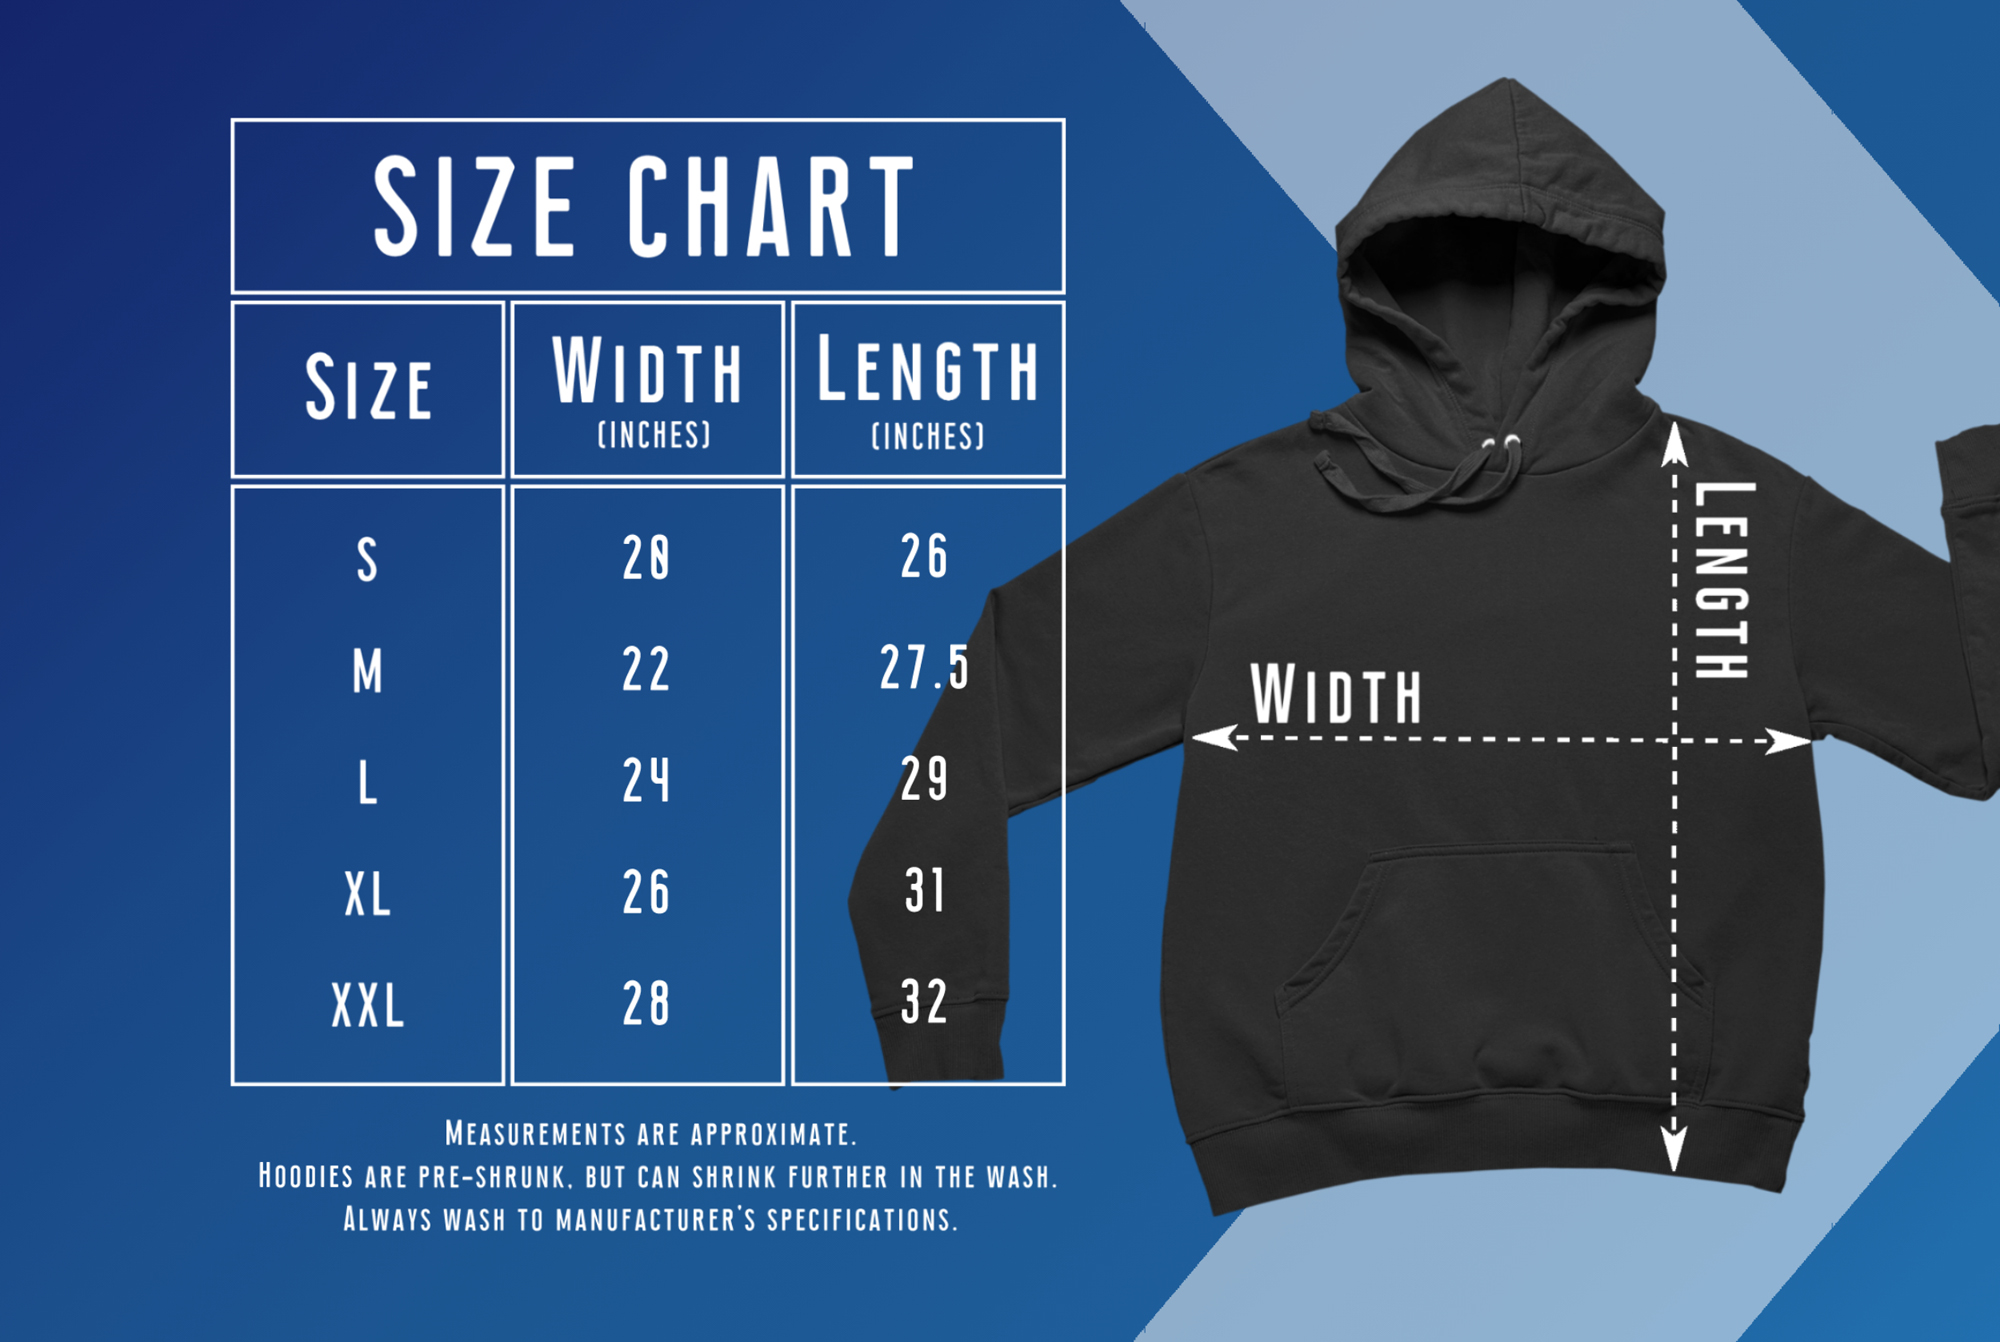 SIZE CHART
SIZE WIDTH LENGTH
(INCHES) (INCHES)
S 20 26
M 22 27.5
L 24 29
XL 26 31
XXL 28 32
MEASUREMENTS ARE APPROXIMATE.
HOODIES ARE PRE-SHRUNK, BUT CAN SHRINK FURTHER IN THE WASH.
ALWAYS WASH TO MANUFACTURER'S SPECIFICATIONS.
LENGTH
WIDTH